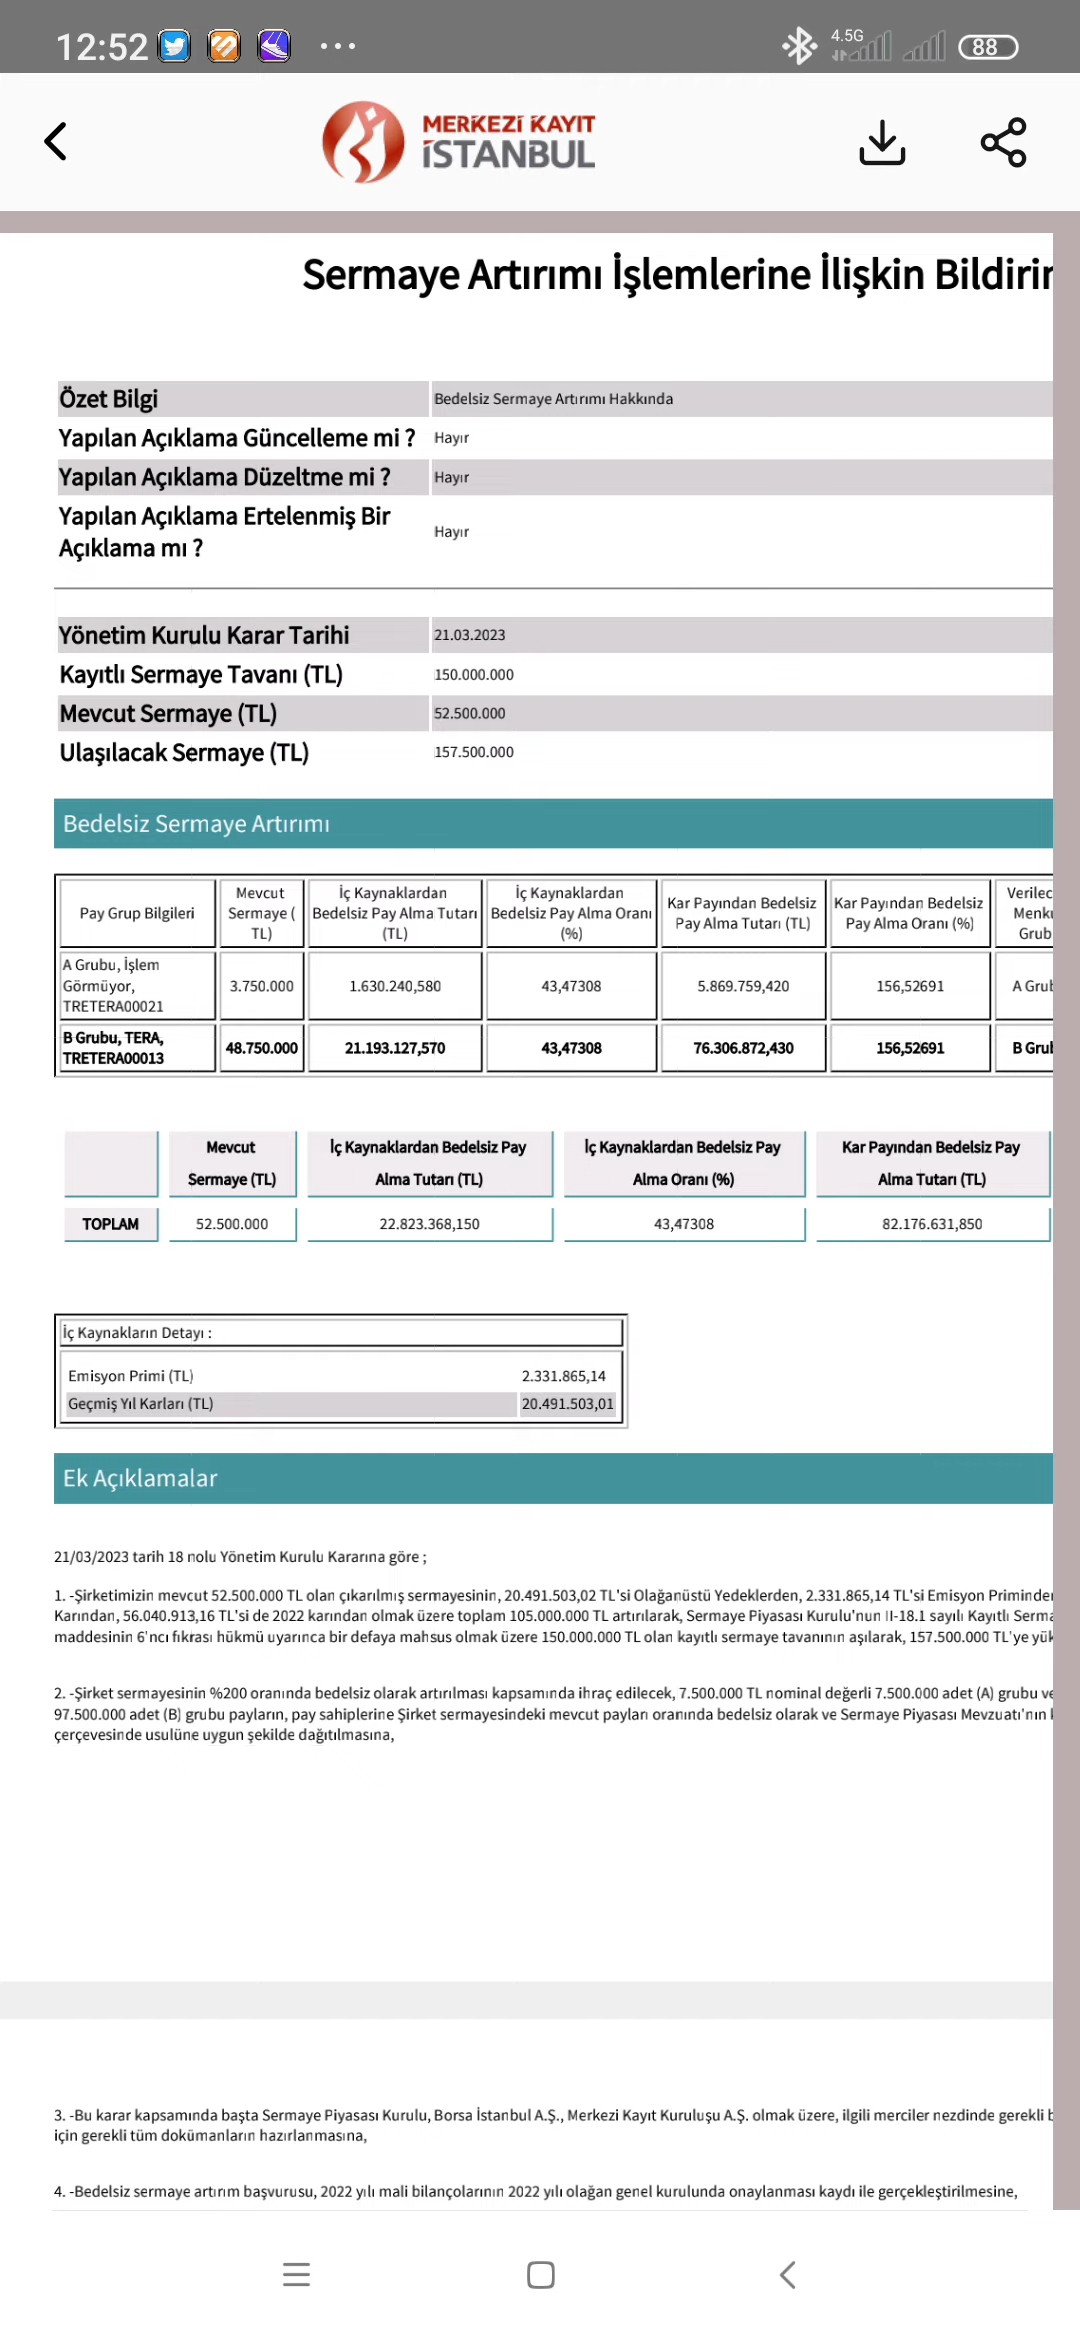 12:52
4.5G
88
MERKEZİ KAYIT
İSTANBUL
Sermaye Artırımı İşlemlerine İlişkin
Özet Bilgi Bedelsiz Sermaye Artırımı Hakkında
Yapılan Açıklama Güncelleme mi ? Hayır
Yapılan Açıklama Düzeltme mi ? Hayır
Yapılan Açıklama Ertelenmiş Bir
Açıklama mı ? Hayır
Yönetim Kurulu Karar Tarihi 21.03.2023
Kayıtlı Sermaye Tavanı (TL) 150.000.000
Mevcut Sermaye (TL) 52.500.000
Ulaşılacak Sermaye (TL) 157.500.000
Bedelsiz Sermaye Artırımı
Pay Grup Bilgileri
Mevcut
Sermaye (
TL)
İç Kaynaklardan
Bedelsiz Pay Alma Tutarı
(TL)
İç Kaynaklardan
Bedelsiz Pay Alma Oranı
(%)
Kar Payından Bedelsiz
Pay Alma Tutarı (TL)
Kar Payından Bedelsiz
Pay Alma Oranı (%)
A Grubu, İşlem
Görmüyor,
TRETERA00021
3.750.000 1.630.240,580 43,47308 5.869.759,420 156,52691 A
B Grubu, TERA,
TRETERA00013
48.750.000 21.193.127,570 43,47308 76.306.872,430 156,52691 B
Mevcut
Sermaye (TL)
İç Kaynaklardan Bedelsiz Pay
Alma Tutarı (TL)
İç Kaynaklardan Bedelsiz Pay
Alma Oranı (%)
Kar Payından Bedelsiz Pay
Alma Tutarı (TL)
TOPLAM 52.500.000 22.823.368,150 43,47308 82.176.631,850
İç Kaynakların Detayı :
Emisyon Primi (TL) 2.331.865,14
Geçmiş Yıl Karları (TL) 20.491.503,01
Ek Açıklamalar
21/03/2023 tarih 18 nolu Yönetim Kurulu Kararına göre ;
1. -Şirketimizin mevcut 52.500.000 TL olan çıkarılmış sermayesinin, 20.491.503,02 TL'si Olağanüstü Yedeklerden, 2.331.865,14 TL'si Emisyon
Karından, 56.040.913,16 TL'si de 2022 karından olmak üzere toplam 105.000.000 TL artırılarak, Sermaye Piyasası Kurulu'nun II-18.1 sayılı Kayıtlı
maddesinin 6'ncı fıkrası hükmü uyarınca bir defaya mahsus olmak üzere 150.000.000 TL olan kayıtlı sermaye tavanının aşılarak, 157.500.000 TL'ye
2. -Şirket sermayesinin %200 oranında bedelsiz olarak artırılması kapsamında ihraç edilecek, 7.500.000 TL nominal değerli 7.500.000 adet (A) grubu ve
97.500.000 adet (B) grubu payların, pay sahiplerine Şirket sermayesindeki mevcut payları oranında bedelsiz olarak ve Sermaye Piyasası Mevzuatı'nın
çerçevesinde usulüne uygun şekilde dağıtılmasına,
3. -Bu karar kapsamında başta Sermaye Piyasası Kurulu, Borsa İstanbul A.Ş., Merkezi Kayıt Kuruluşu A.Ş. olmak üzere, ilgili merciler nezdinde gerekli
için gerekli tüm dokümanların hazırlanmasına,
4. -Bedelsiz sermaye artırım başvurusu, 2022 yılı mali bilançolarının 2022 yılı olağan genel kurulunda onaylanması kaydı ile gerçekleştirilmesine,